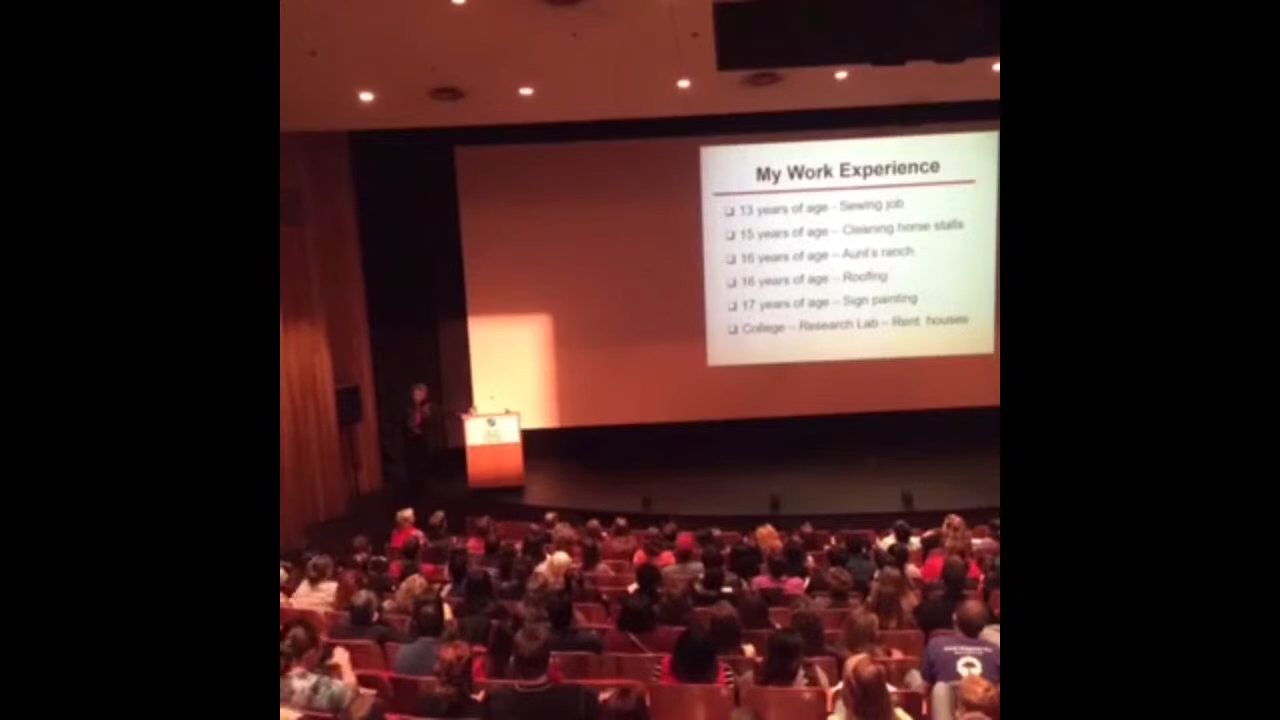 My Work Experience
❑ 13 years of age – Sewing job
❑ 15 years of age – Cleaning horse stalls
❑ 16 years of age – Aunt's ranch
❑ 16 years of age – Roofing
❑ 17 years of age – Sign painting
❑ College – Research Lab – Rent houses